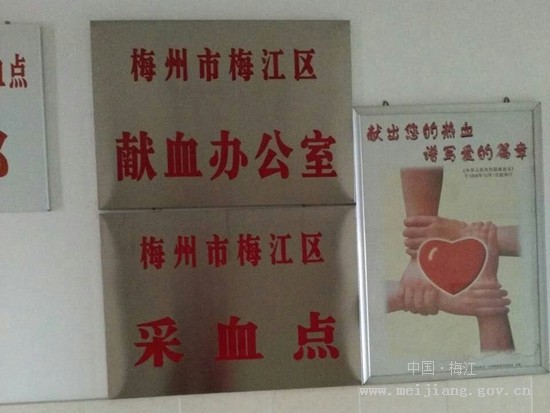 血点
梅州市梅江区
献血办公室
梅州市梅江区
采血点
献出您的热血
谱写爱的篇章
中国·梅江
www.meijiang.gov.cn